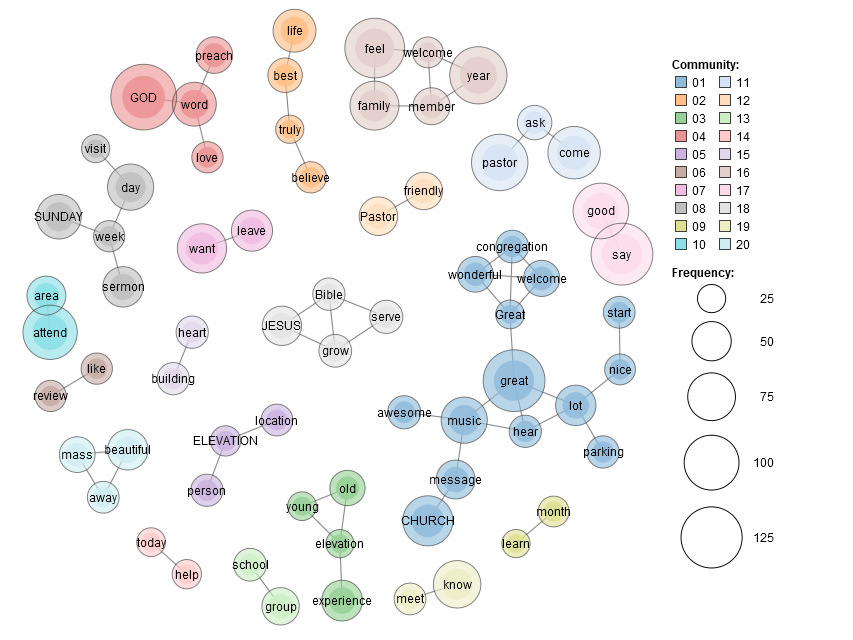 life
preach
feel
welcome
year
best
GOD
word
family
member
ask
truly
visit
love
pastor
come
believe
day
friendly
SUNDAY
Pastor
good
week
want
leave
say
congregation
wonderful
welcome
sermon
area
Bible
attend
JESUS
serve
Great
start
heart
grow
like
building
great
nice
review
awesome
music
lot
location
hear
ELEVATION
mass
beautiful
parking
away
person
message
old
young
CHURCH
month
today
elevation
learn
school
help
know
group
experience
meet
Community:
01 11
02 12
03 13
04 14
05 15
06 16
07 17
08 18
09 19
10 20
Frequency:
25
50
75
100
125